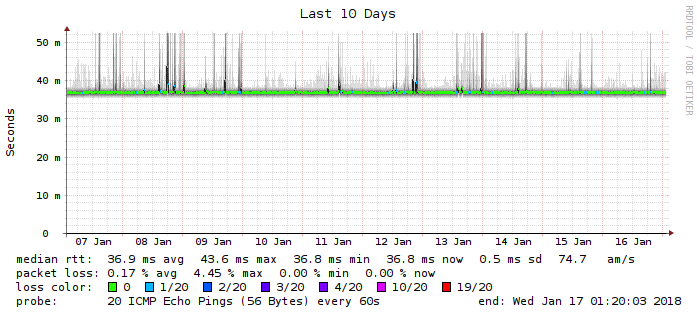 Last 10 Days
RRDTOOL / TOBI OETIKER
Seconds
50 m
40 m
30 m
20 m
10 m
0
07 Jan 08 Jan 09 Jan 10 Jan 11 Jan 12 Jan 13 Jan 14 Jan 15 Jan 16 Jan
median rtt: 36.9 ms avg 43.6 ms max 36.8 ms min 36.8 ms now 0.5 ms sd 74.7 am/s
packet loss: 0.17 % avg 4.45 % max 0.00 % min 0.00 % now
loss color: 0 1/20 2/20 3/20 4/20 10/20 19/20
probe: 20 ICMP Echo Pings (56 Bytes) every 60s end: Wed Jan 17 01:20:03 2018